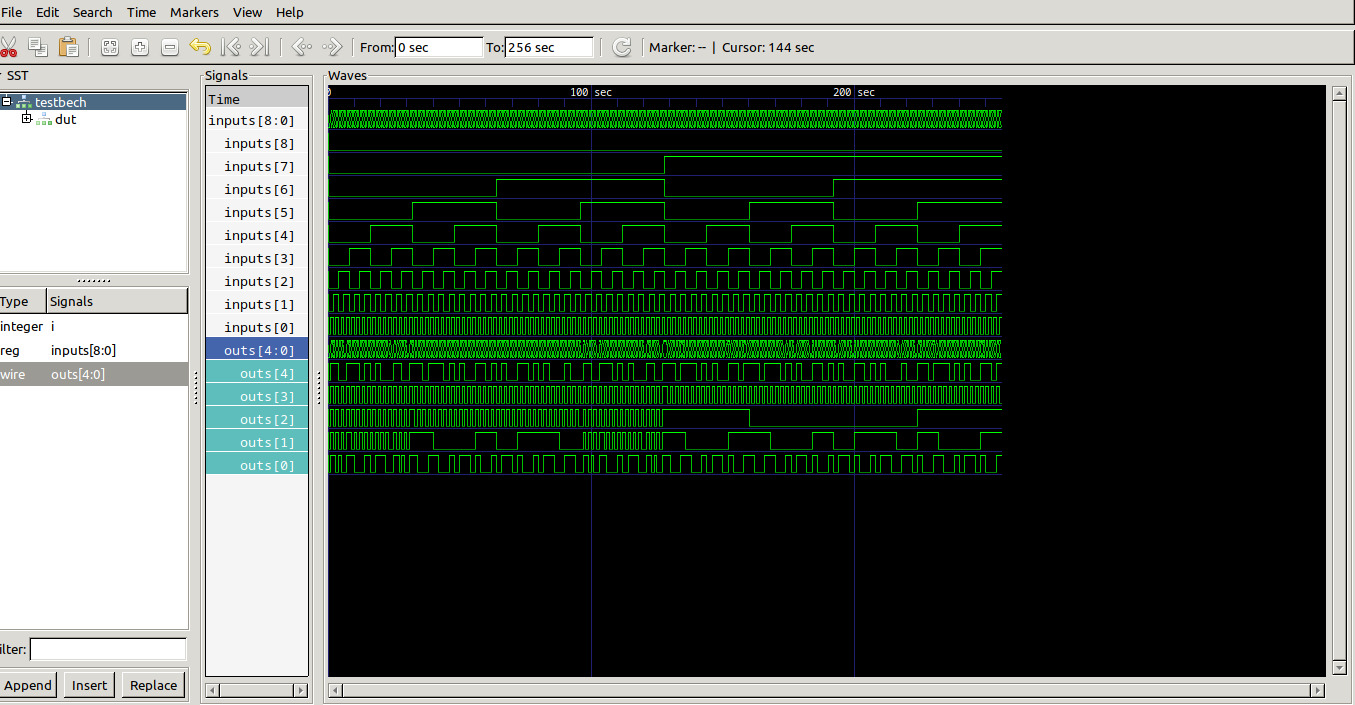 File Edit Search Time Markers View Help
From: 0 sec To: 256 sec Marker: -- | Cursor: 144 sec
SST
testbech
dut
Type Signals
integer i
reg inputs[8:0]
wire outs[4:0]
ilter:
Append Insert Replace
Signals
Time
inputs[8:0]
inputs[8]
inputs[7]
inputs[6]
inputs[5]
inputs[4]
inputs[3]
inputs[2]
inputs[1]
inputs[0]
outs[4:0]
outs[4]
outs[3]
outs[2]
outs[1]
outs[0]
Waves
0 100 sec 200 sec